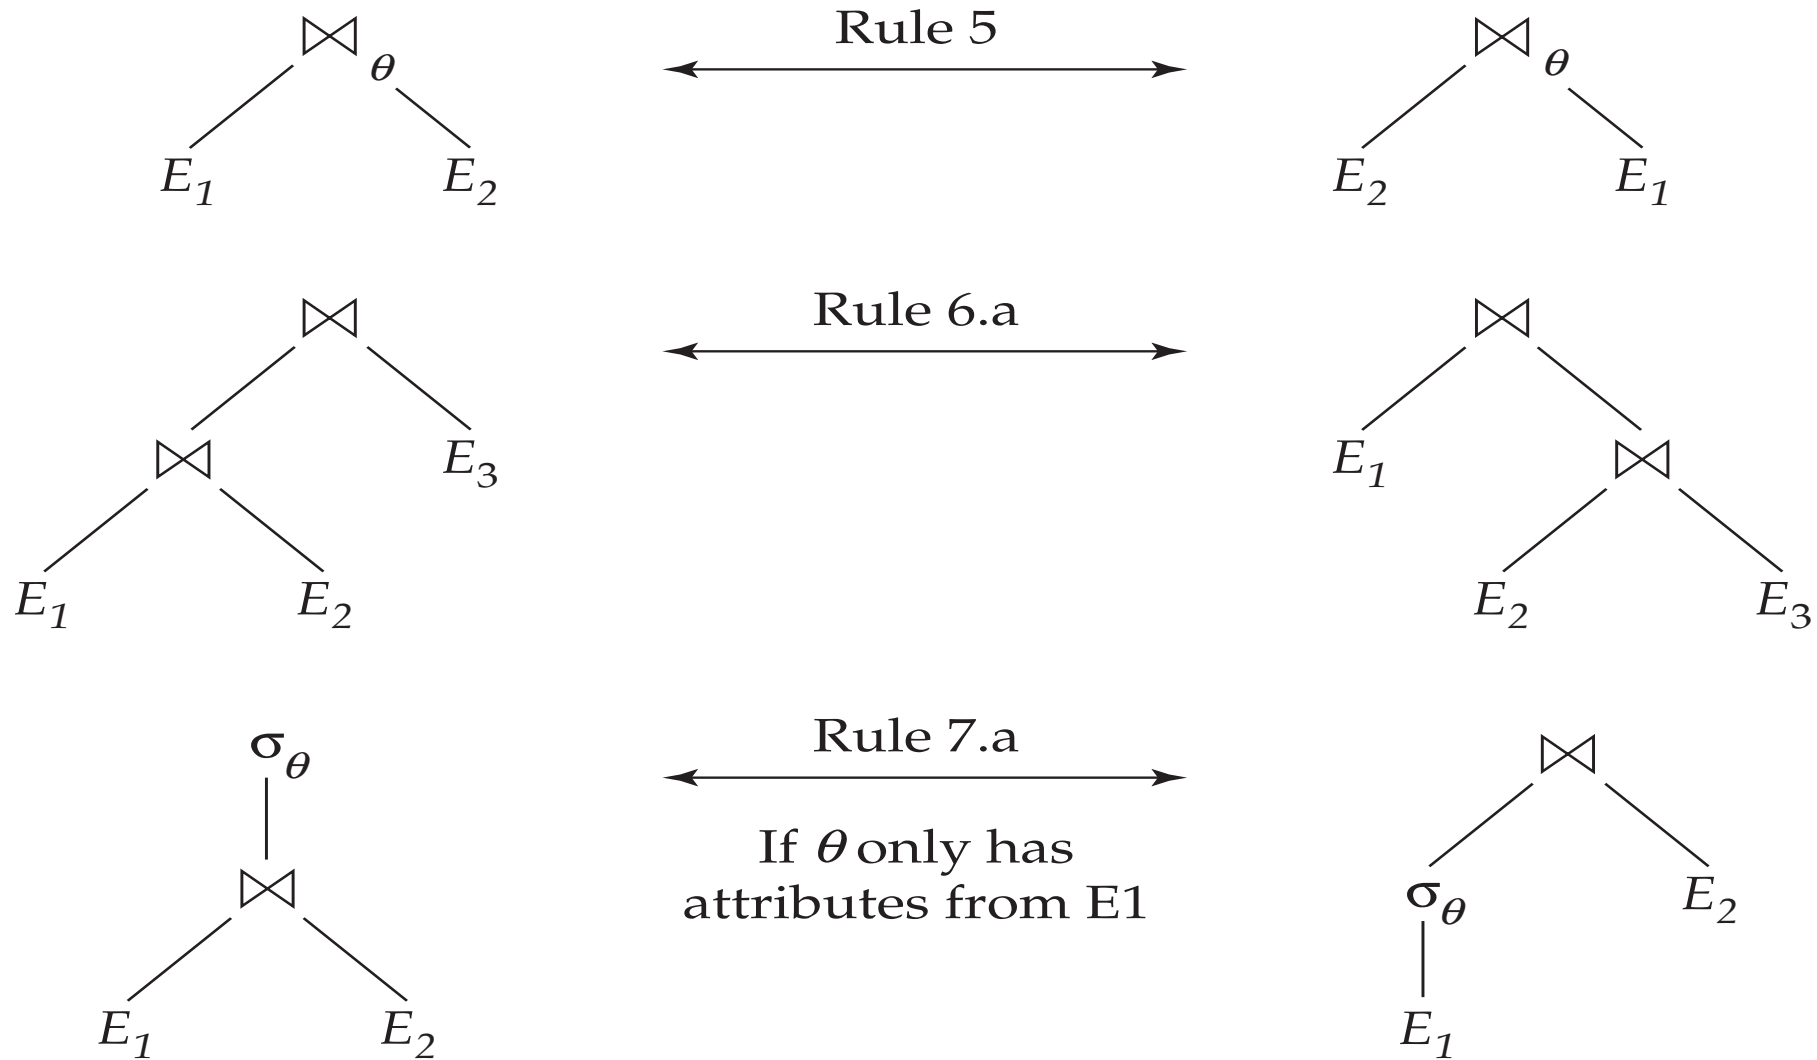 ⋈θ Rule 5 ⋈θ
E1 E2 E2 E1
⋈ Rule 6.a ⋈
⋈ E3 E1 ⋈
E1 E2 E2 E3
σθ Rule 7.a ⋈
⋈ If θ only has
attributes from E1 σθ E2
E1 E2 E1